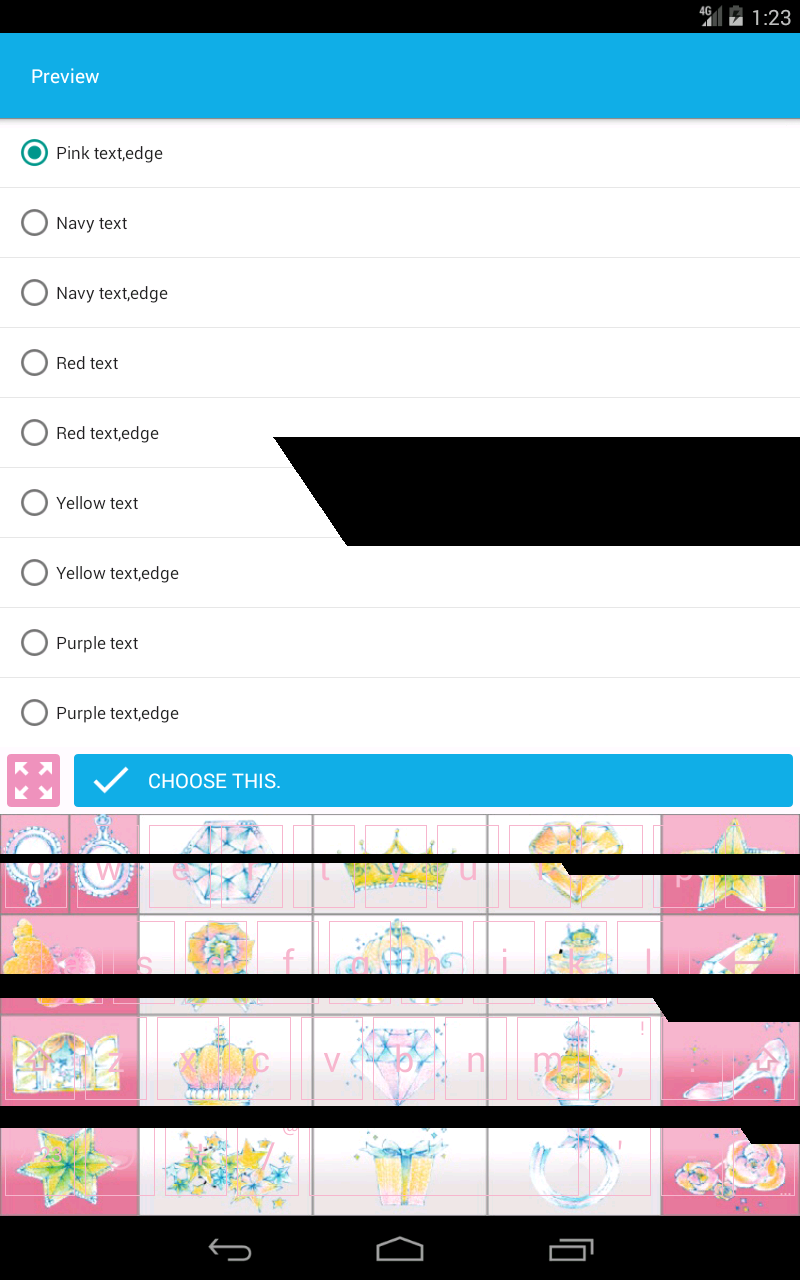 4G 1:23
Preview
Pink text,edge
Navy text
Navy text,edge
Red text
Red text,edge
Yellow text
Yellow text,edge
Purple text
Purple text,edge
CHOOSE THIS.
q w e t u p
s f g h j k l
!
z x c v b n m ,
@
'
...